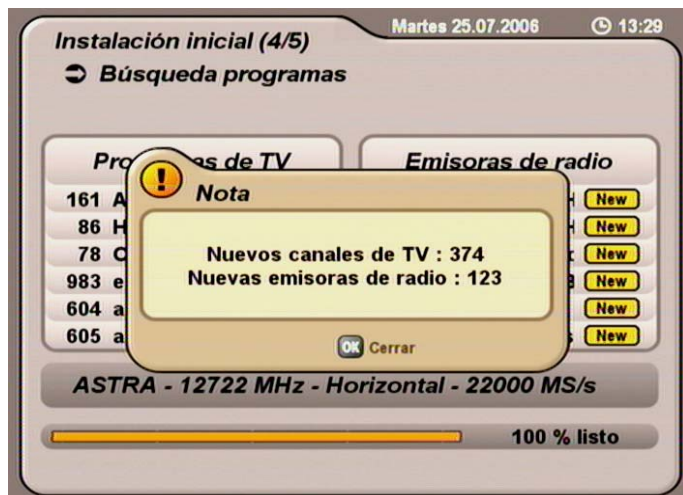 Martes 25.07.2006 13:29
Instalación inicial (4/5)
Búsqueda programas
de TV
Emisoras de radio
Nota
161 A New
86 H New
78 C New
983 e New
604 a New
605 a New
Nuevos canales de TV : 374
Nuevas emisoras de radio : 123
OK Cerrar
ASTRA - 12722 MHz - Horizontal - 22000 MS/s
100 % listo